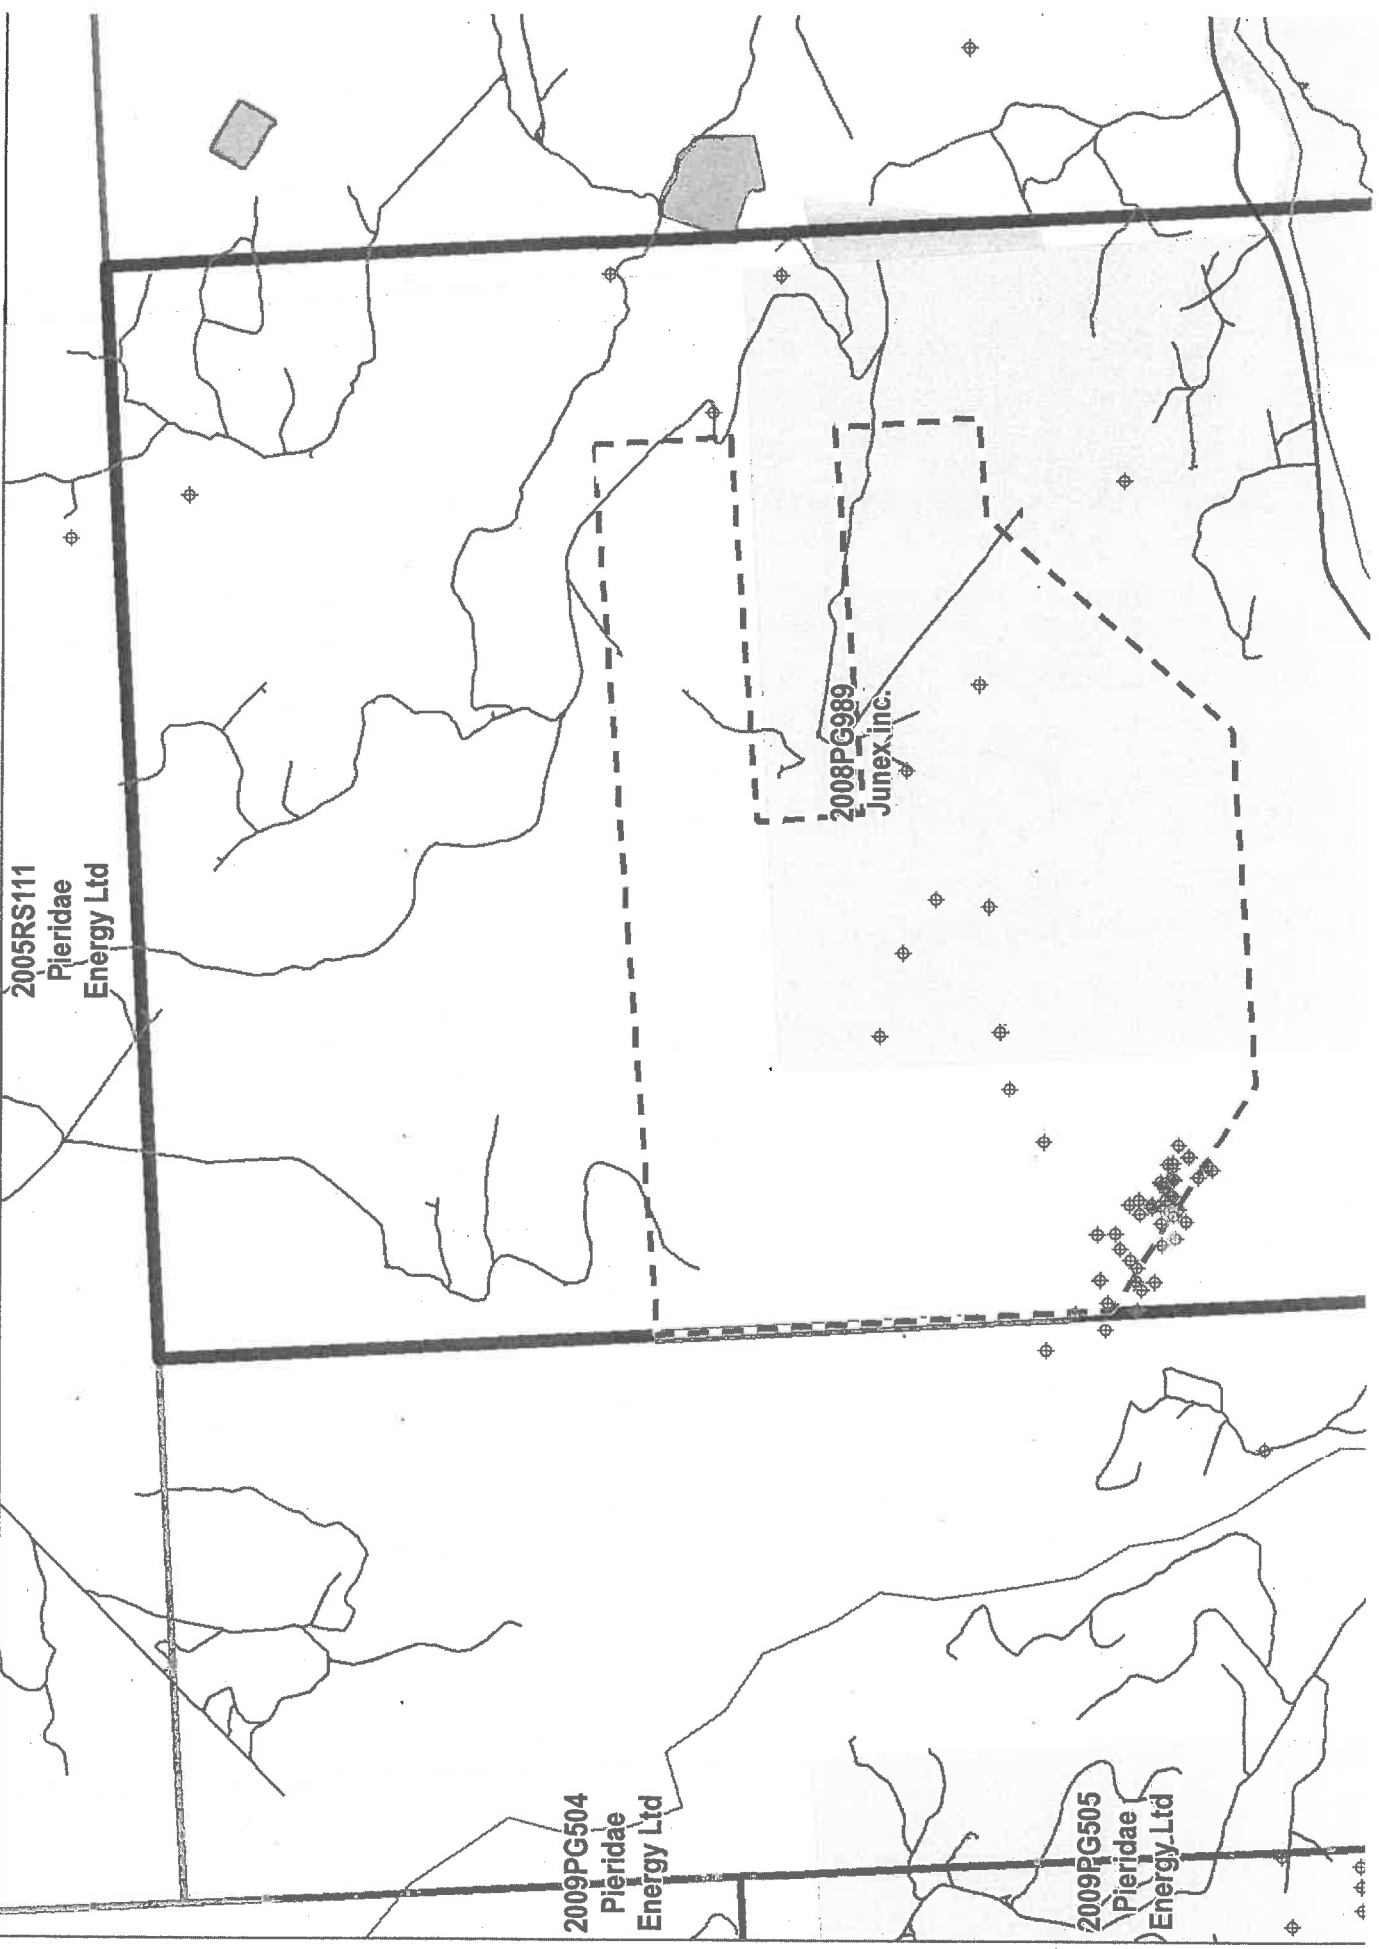 2005RS111
Pieridae
Energy Ltd
2008PG989
Junex inc.
2009PG504
Pieridae
Energy Ltd
2009PG505
Pieridae
Energy Ltd